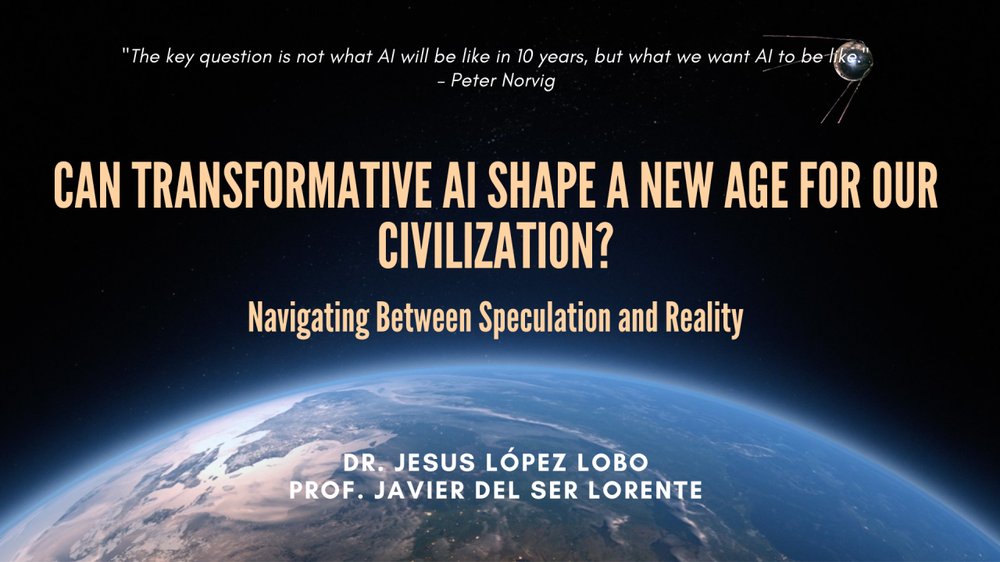 "The key question is not what AI will be like in 10 years, but what we want AI to be like."
– Peter Norvig
CAN TRANSFORMATIVE AI SHAPE A NEW AGE FOR OUR
CIVILIZATION?
Navigating Between Speculation and Reality
DR. JESUS LÓPEZ LOBO
PROF. JAVIER DEL SER LORENTE